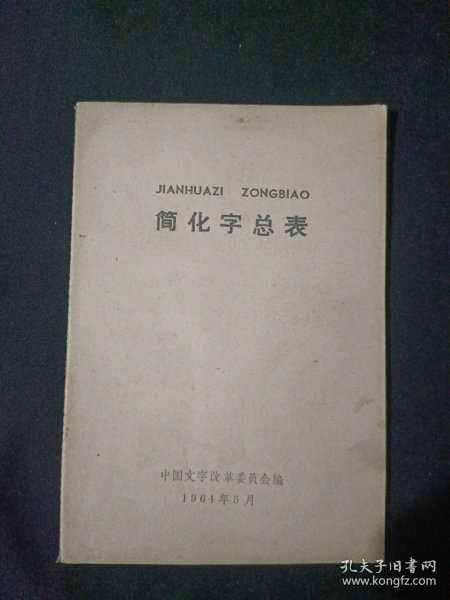 JIANHUAZI ZONGBIAO
简化字总表
中国文字改革委员会编
1964年5月
孔夫子旧书网
www.kongfz.com